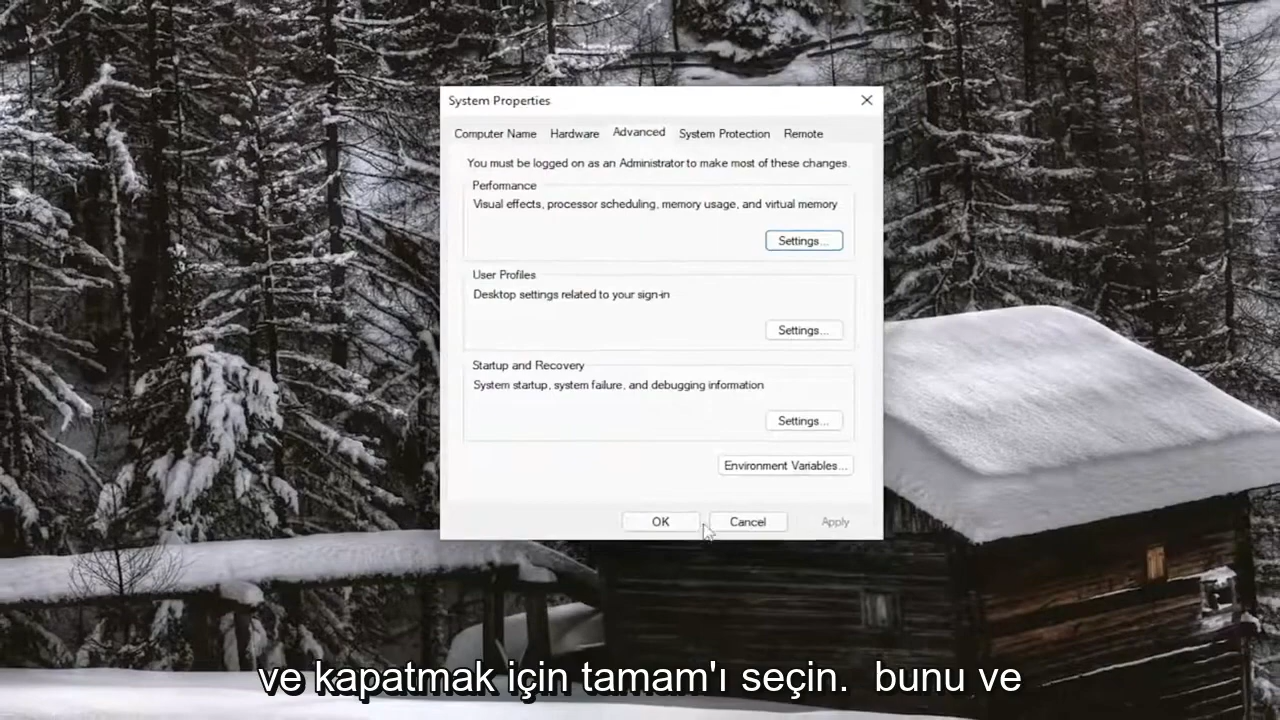 System Properties
Computer Name
Hardware
Advanced
System Protection
Remote
You must be logged on as an Administrator to make most of these changes.
Performance
Visual effects, processor scheduling, memory usage, and virtual memory
Settings...
User Profiles
Desktop settings related to your sign-in
Settings...
Startup and Recovery
System startup, system failure, and debugging information
Settings...
Environment Variables...
OK
Cancel
Apply
ve kapatmak için tamam'ı seçin. bunu ve